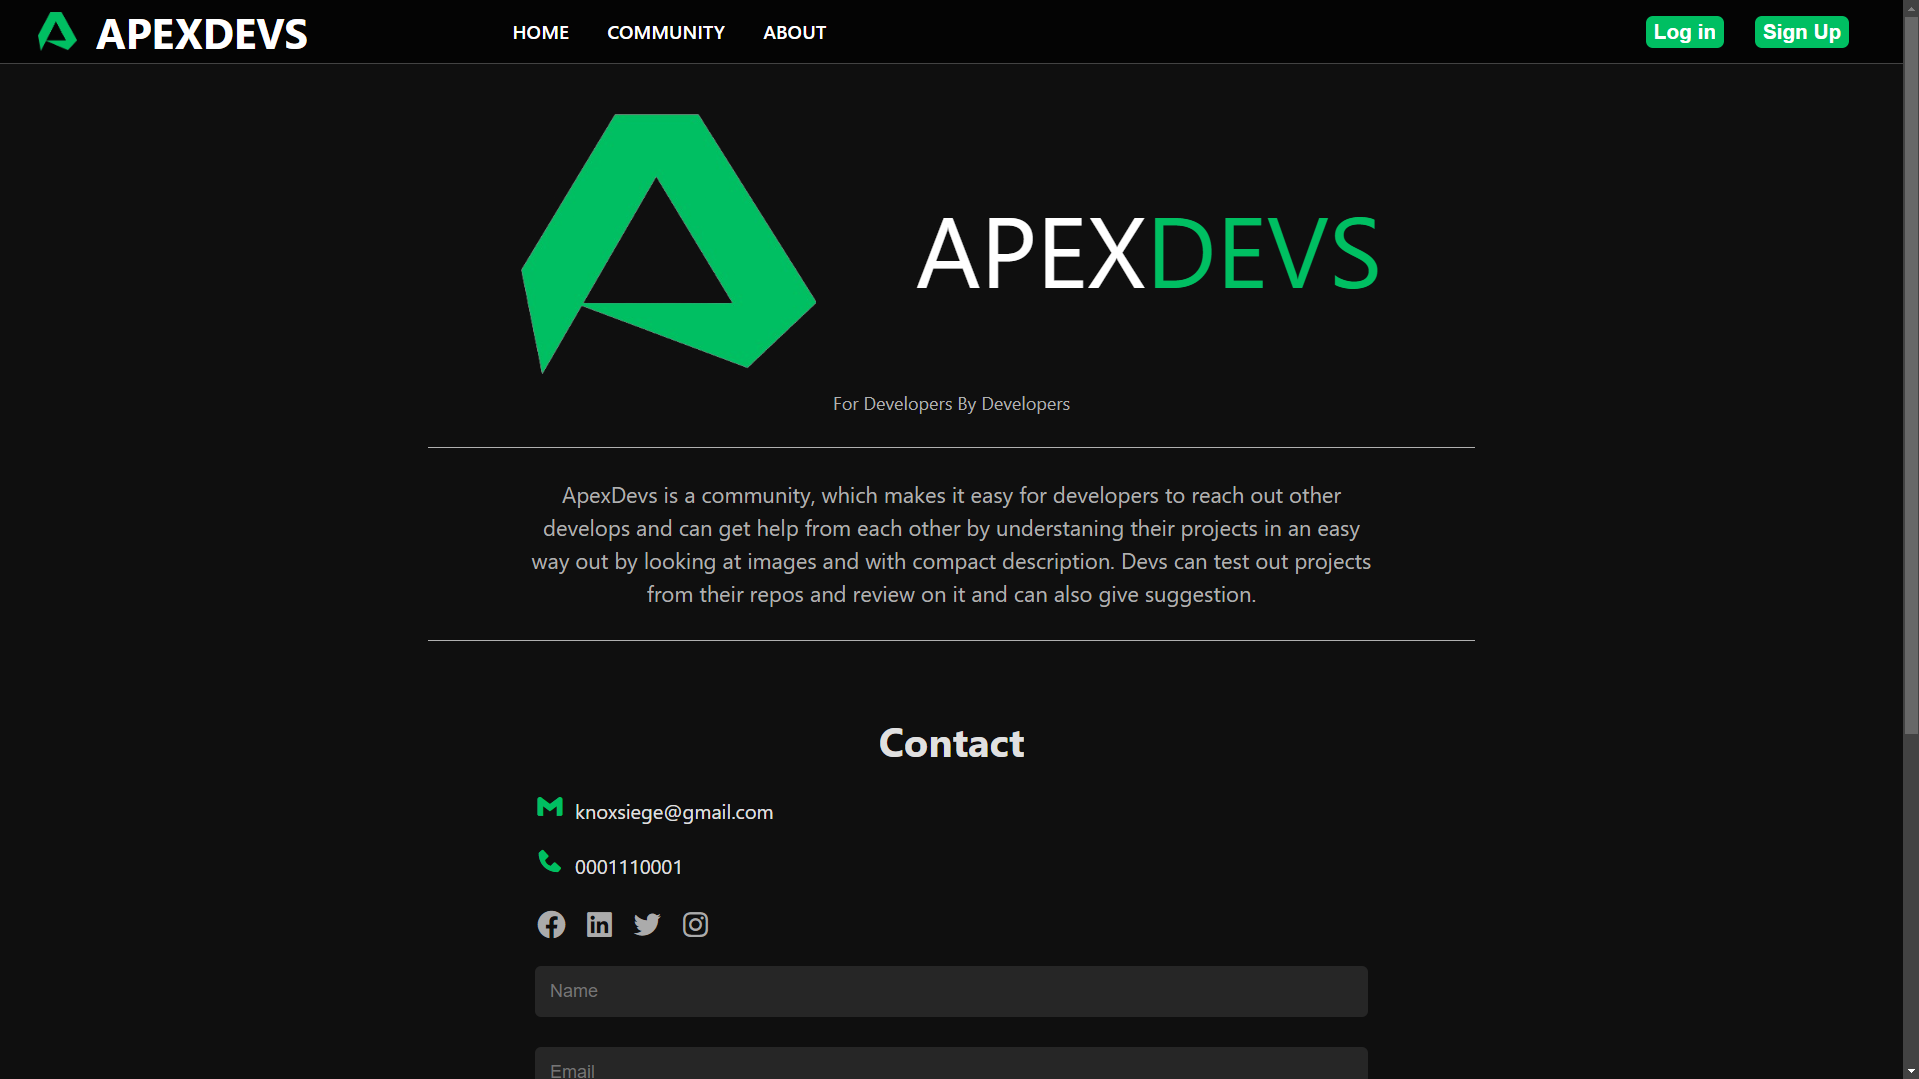 APEXDEVS
HOME COMMUNITY ABOUT
Log in Sign Up
APEXDEVS
For Developers By Developers
ApexDevs is a community, which makes it easy for developers to reach out other
develops and can get help from each other by understaning their projects in an easy
way out by looking at images and with compact description. Devs can test out projects
from their repos and review on it and can also give suggestion.
Contact
knoxsiege@gmail.com
0001110001
Name
Email